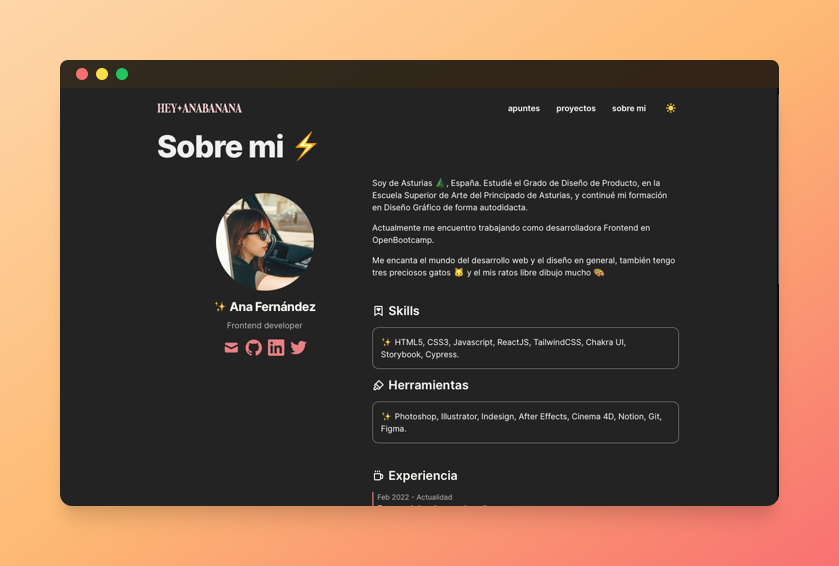 HEY✦ANABANANA
apuntes proyectos sobre mi
Sobre mi ⚡
✨ Ana Fernández
Frontend developer
Soy de Asturias 🌲, España. Estudié el Grado de Diseño de Producto, en la
Escuela Superior de Arte del Principado de Asturias, y continué mi formación
en Diseño Gráfico de forma autodidacta.
Actualmente me encuentro trabajando como desarrolladora Frontend en
OpenBootcamp.
Me encanta el mundo del desarrollo web y el diseño en general, también tengo
tres preciosos gatos 🐱 y el mis ratos libre dibujo mucho 🎨
Skills
✨ HTML5, CSS3, Javascript, ReactJS, TailwindCSS, Chakra UI,
Storybook, Cypress.
Herramientas
✨ Photoshop, Illustrator, Indesign, After Effects, Cinema 4D, Notion, Git,
Figma.
Experiencia
Feb 2022 - Actualidad